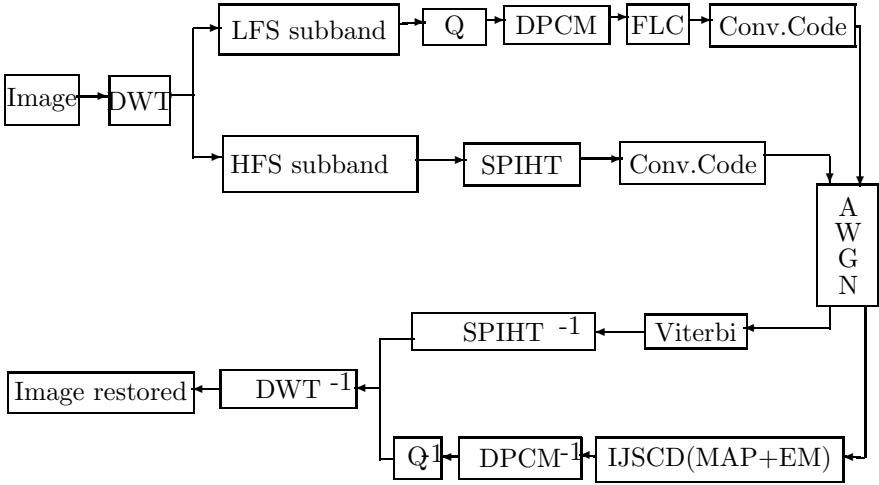 LFS subband
Q
DPCM
FLC
Conv.Code
Image
DWT
HFS subband
SPIHT
Conv.Code
A
W
G
N
SPIHT -1
Viterbi
Image restored
DWT -1
Q-1
DPCM-1
IJSCD(MAP+EM)